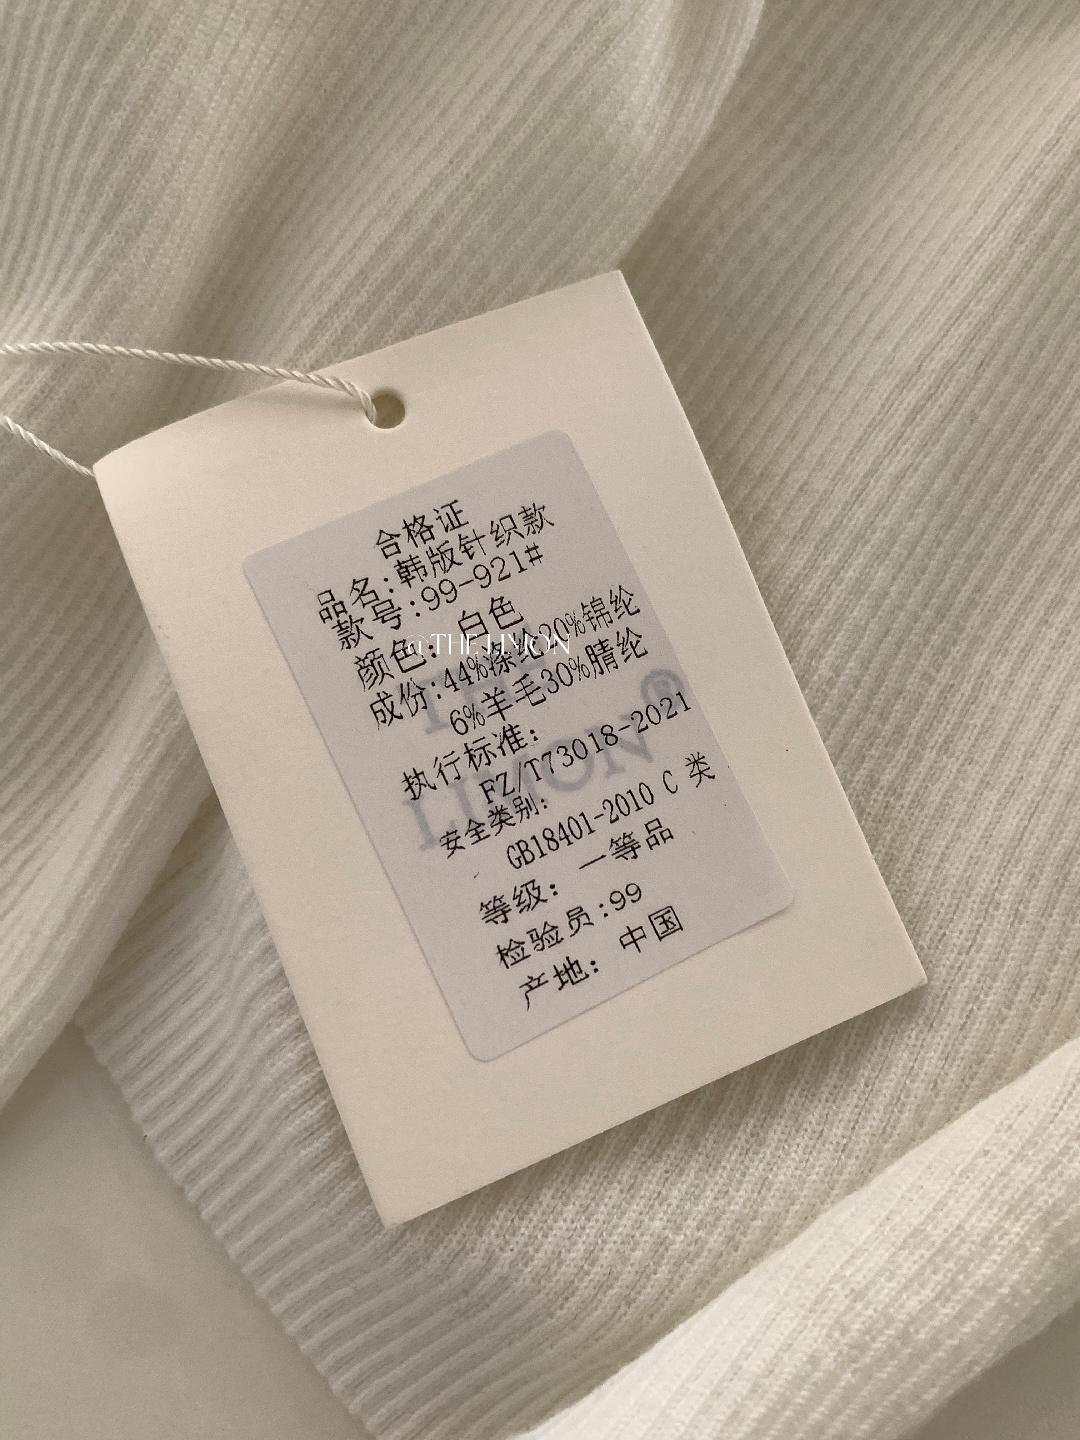 合格证
品名:韩版针织款
款号:99-921#
颜色: 白色
@THE LIMON
成份:44%涤纶20%锦纶
6%羊毛30%腈纶
执行标准:
FZ/T73018-2021
安全类别:
GB18401-2010 C 类
等级: 一等品
检验员:99
产地: 中国